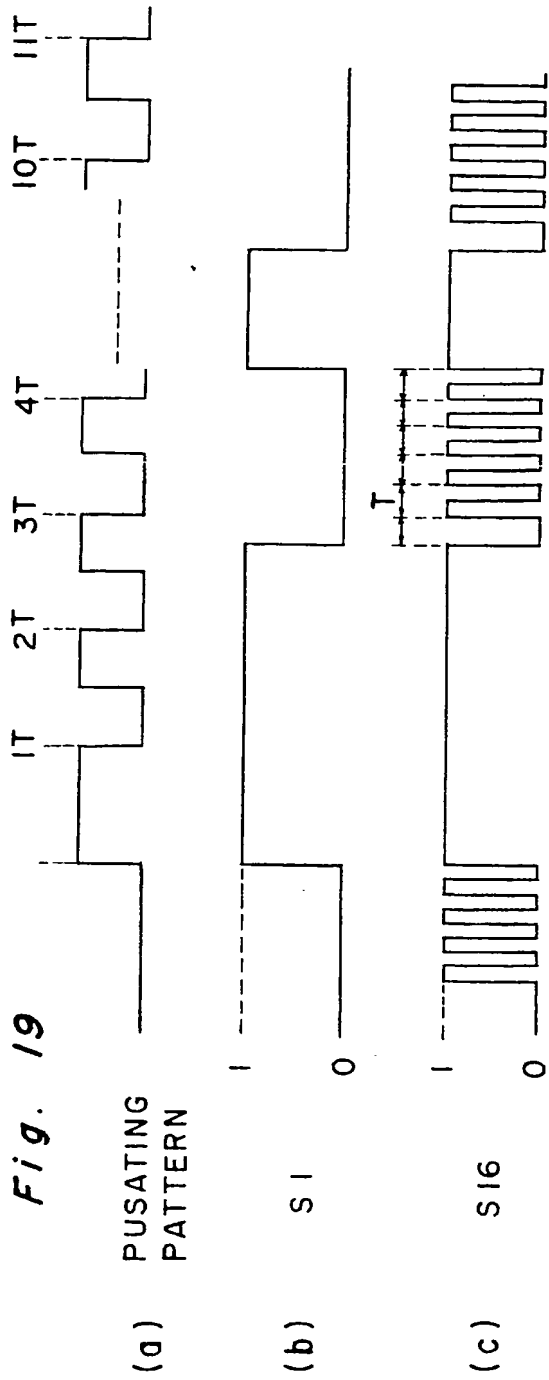 Fig. 19
1T 2T 3T 4T 10T 11T
(a) PUSATING
PATTERN
(b) S1 1
0
T
(c) S16 1
0